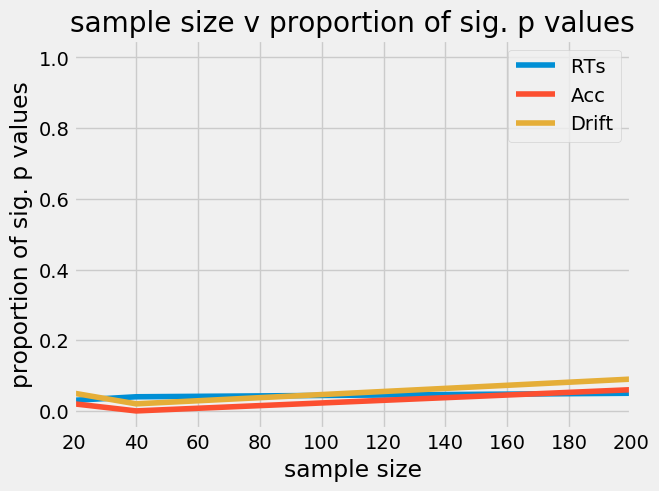 sample size v proportion of sig. p values
RTs
Acc
Drift
proportion of sig. p values
1.0
0.8
0.6
0.4
0.2
0.0
20 40 60 80 100 120 140 160 180 200
sample size